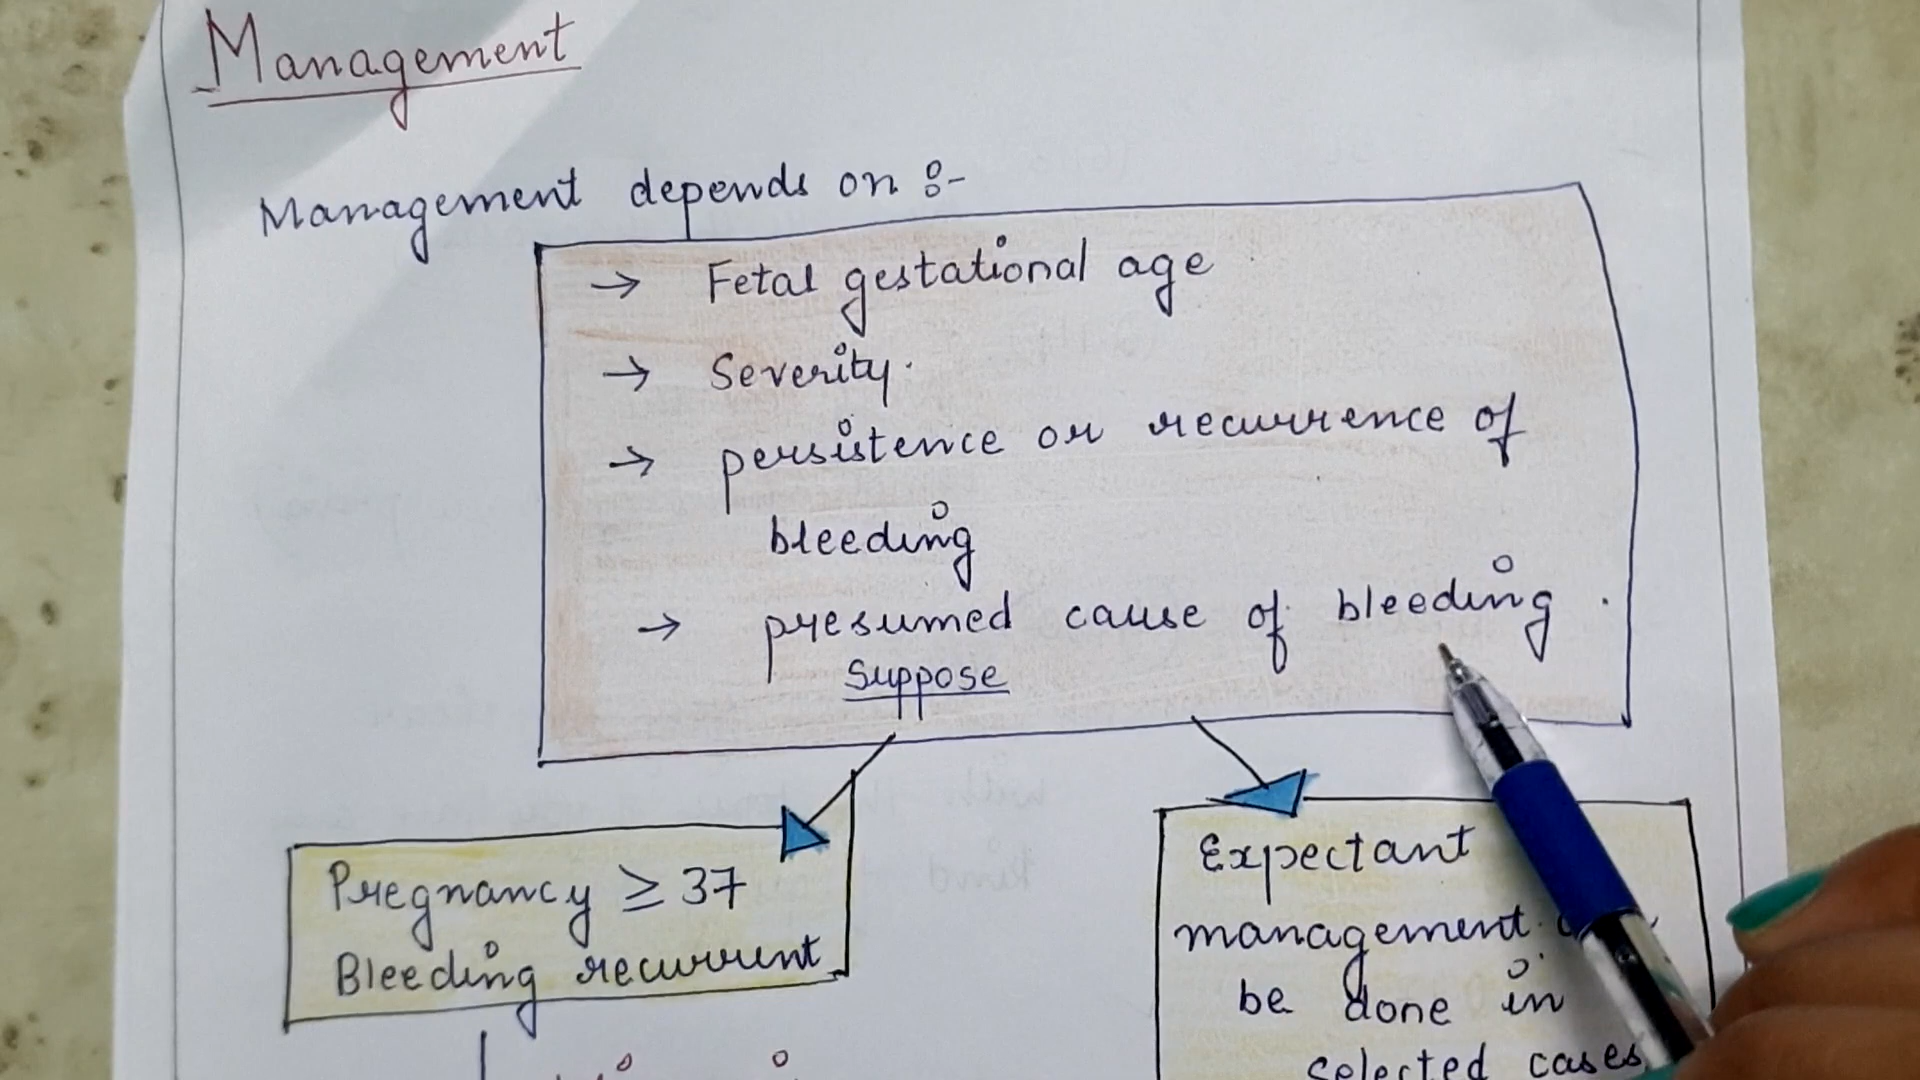 Management
Management depends on :-
→ Fetal gestational age
→ Severity.
→ persistence or recurrence of
bleeding
→ presumed cause of bleeding.
Suppose
Pregnancy ≥ 37
Bleeding recurrent
Expectant
management
be done in
selected cases